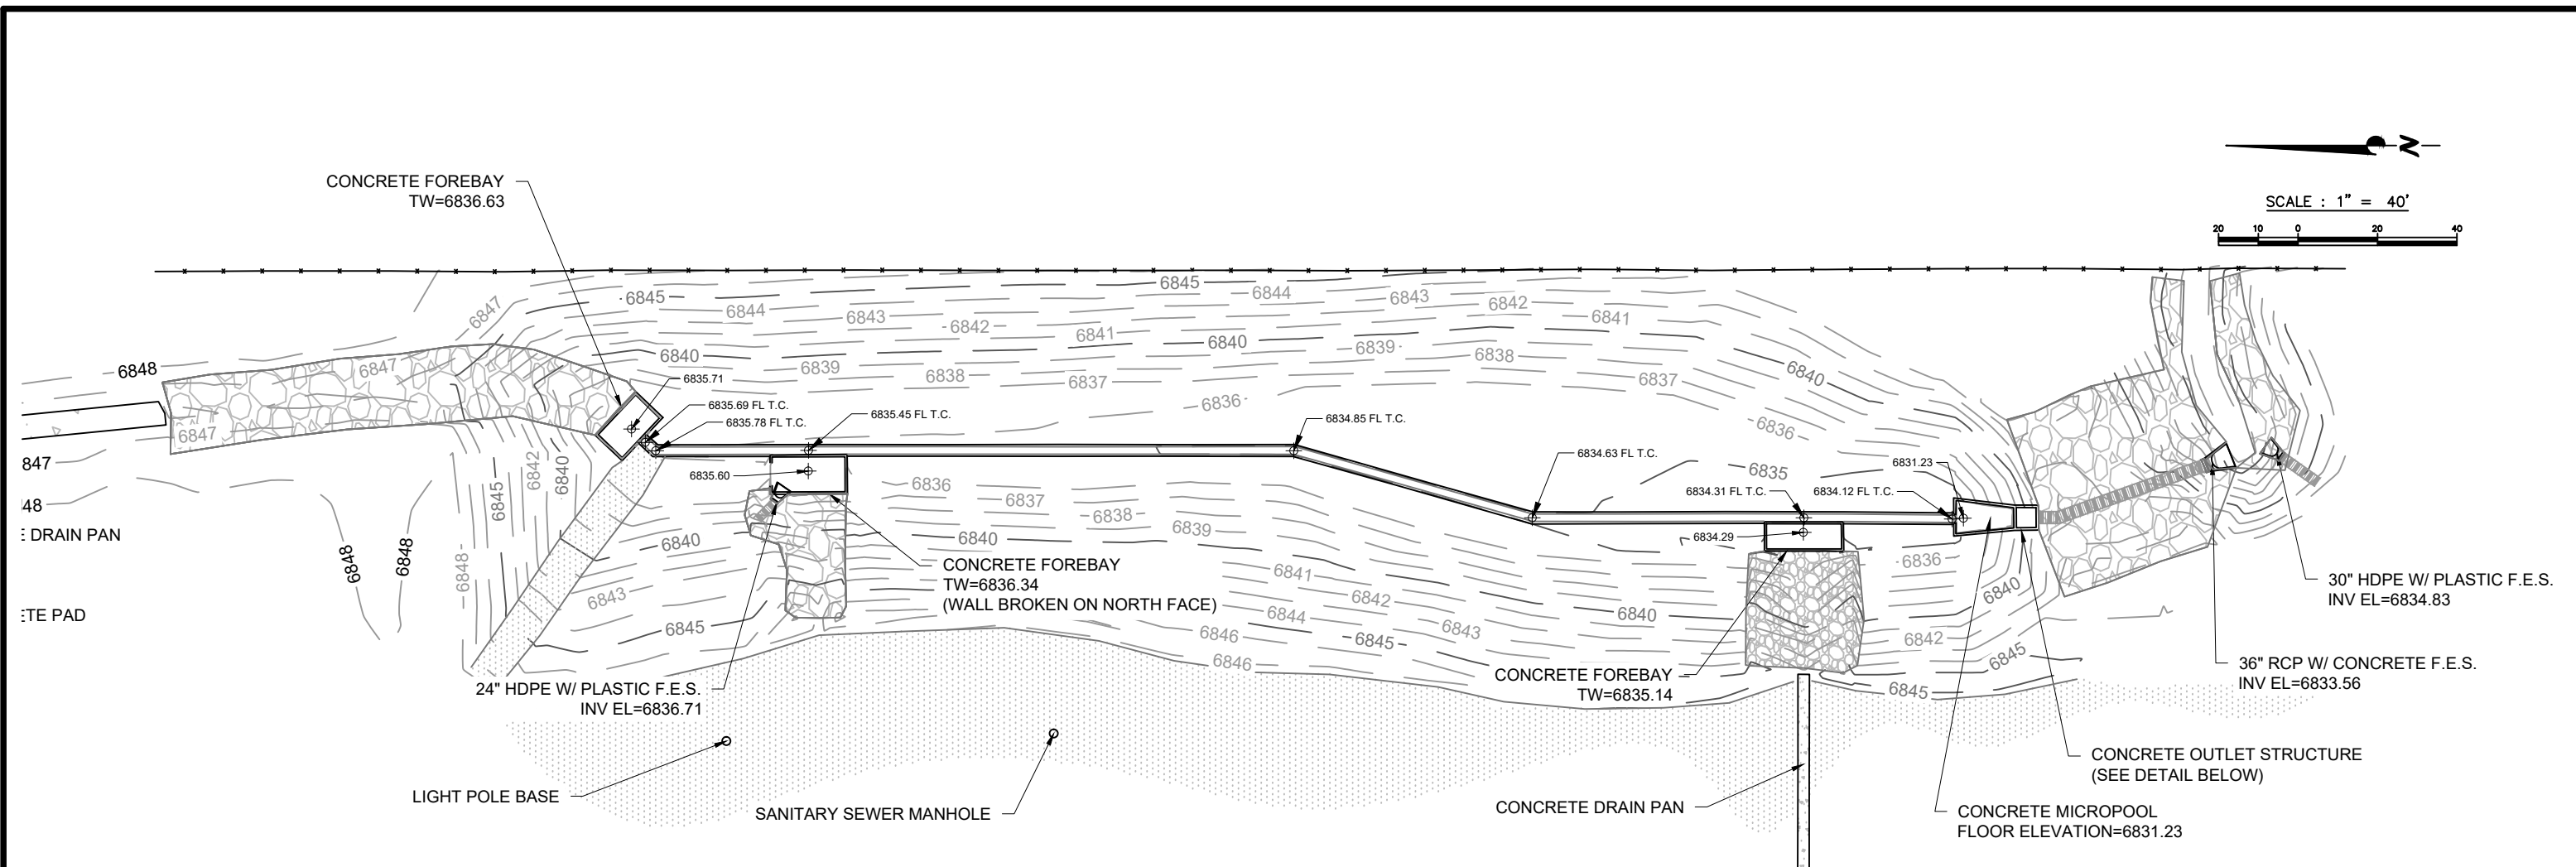 N
SCALE : 1" = 40'
20 10 0 20 40
CONCRETE FOREBAY
TW=6836.63
6845
6844
6843
6842
6841
6845
6844
6843
6842
6841
6847
6840
6839
6838
6837
6840
6839
6838
6837
6836
6840
6848
6847
6847
6835.71
6835.69 FL T.C.
6835.78 FL T.C.
6835.45 FL T.C.
6834.85 FL T.C.
6834.63 FL T.C.
6835.60
6836
6835
6831.23
6834.31 FL T.C.
6834.12 FL T.C.
6834.29
847
48
E DRAIN PAN
ETE PAD
6848
6848
6848
6845
6842
6840
6836
6837
6838
6839
6840
6840
6843
6845
CONCRETE FOREBAY
TW=6836.34
(WALL BROKEN ON NORTH FACE)
6841
6842
6843
6844
6845
6846
6846
6840
6836
6840
6842
6845
6845
24" HDPE W/ PLASTIC F.E.S.
INV EL=6836.71
CONCRETE FOREBAY
TW=6835.14
30" HDPE W/ PLASTIC F.E.S.
INV EL=6834.83
36" RCP W/ CONCRETE F.E.S.
INV EL=6833.56
CONCRETE OUTLET STRUCTURE
(SEE DETAIL BELOW)
LIGHT POLE BASE
SANITARY SEWER MANHOLE
CONCRETE DRAIN PAN
CONCRETE MICROPOOL
FLOOR ELEVATION=6831.23